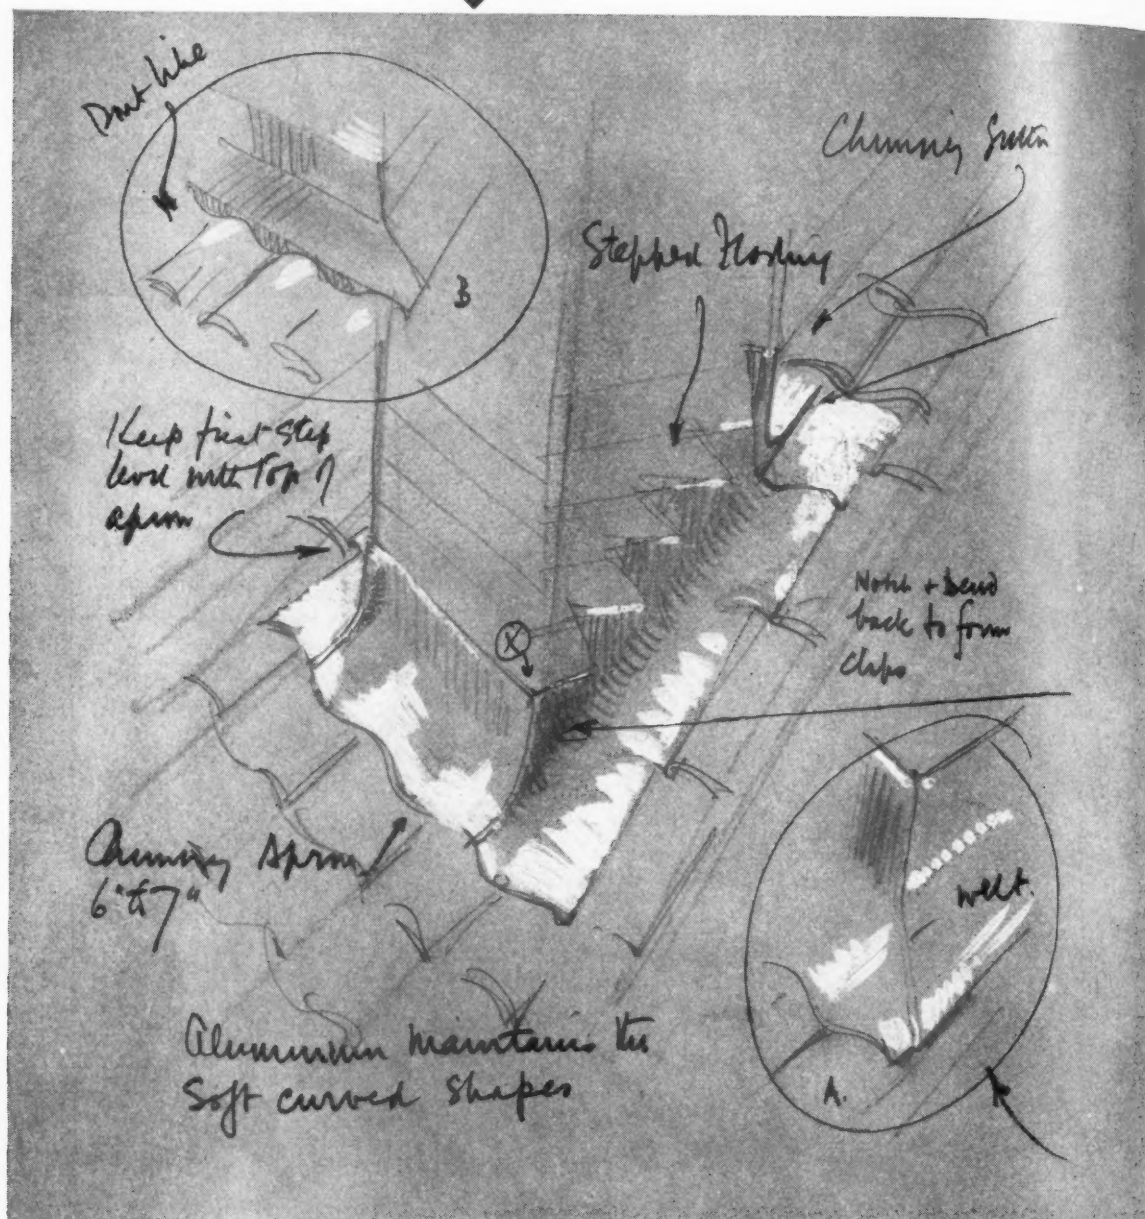 Dont like
Chimney Gutter
Stepped Flashing
B
Keep first step
level with Top of
apron
X
Notch + bend
back to form
clips
Chimney Apron
6" to 7"
welt.
A.
Aluminium maintains the
Soft curved shapes